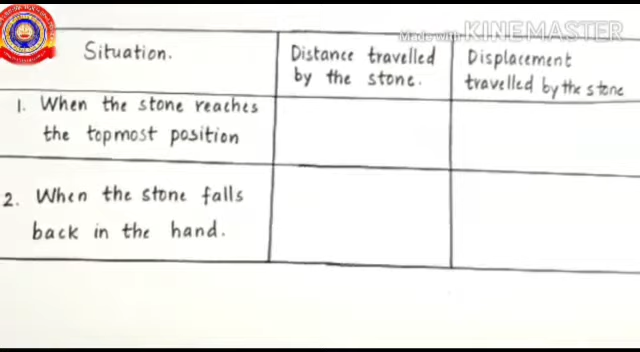 Made with KINEMASTER
Situation.
Distance travelled
by the stone.
Displacement
travelled by the stone
1. When the stone reaches
the topmost position
2. When the stone falls
back in the hand.